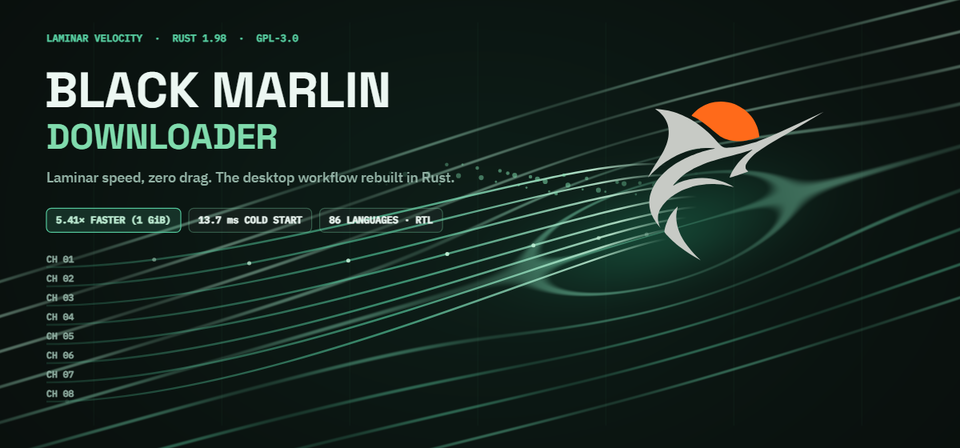 LAMINAR VELOCITY · RUST 1.98 · GPL-3.0
BLACK MARLIN
DOWNLOADER
Laminar speed, zero drag. The desktop workflow rebuilt in Rust.
5.41× FASTER (1 GiB) 13.7 ms COLD START 86 LANGUAGES · RTL
CH 01
CH 02
CH 03
CH 04
CH 05
CH 06
CH 07
CH 08